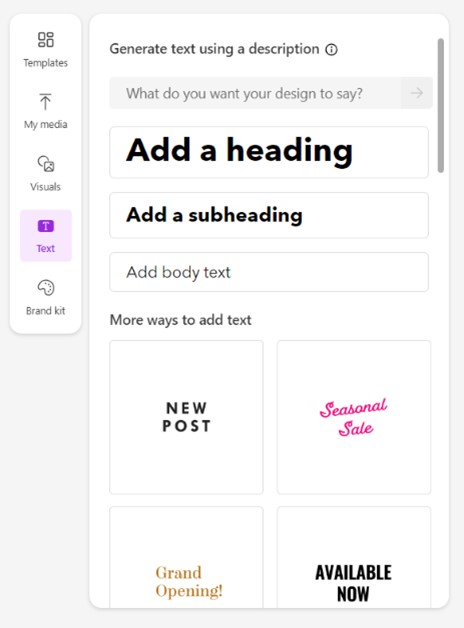 Templates
My media
Visuals
Text
Brand kit
Generate text using a description
What do you want your design to say?
Add a heading
Add a subheading
Add body text
More ways to add text
NEW
POST
Seasonal
Sale
Grand
Opening!
AVAILABLE
NOW